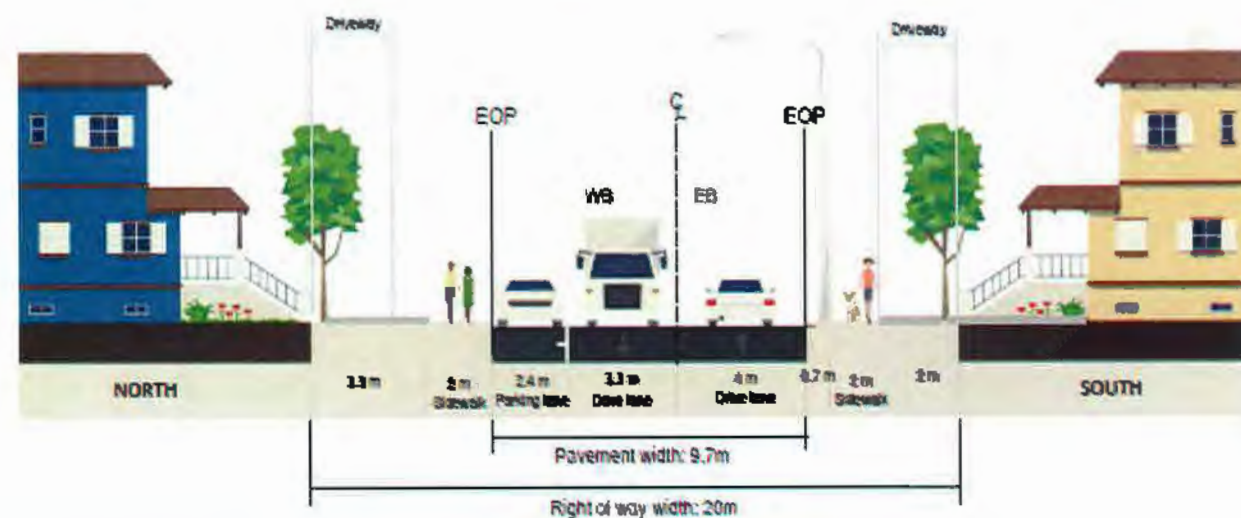 Driveway
Driveway
EOP
EOP
WB
EB
NORTH
2 m
Sidewalk
2.4 m
Parking lane
3.3 m
Drive lane
4 m
Drive lane
0.7 m
2 m
Sidewalk
2 m
SOUTH
Pavement width: 9.7m
Right of way width: 20m